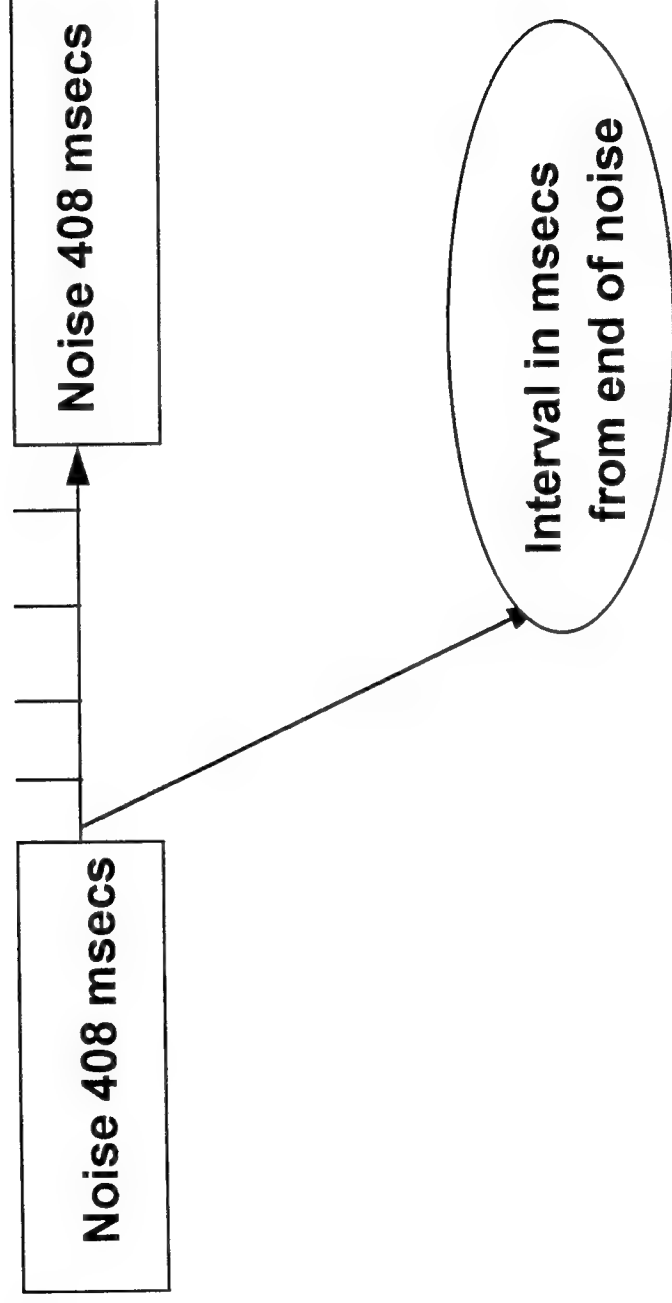 Noise 408 msecs
Noise 408 msecs
Interval in msecs
from end of noise